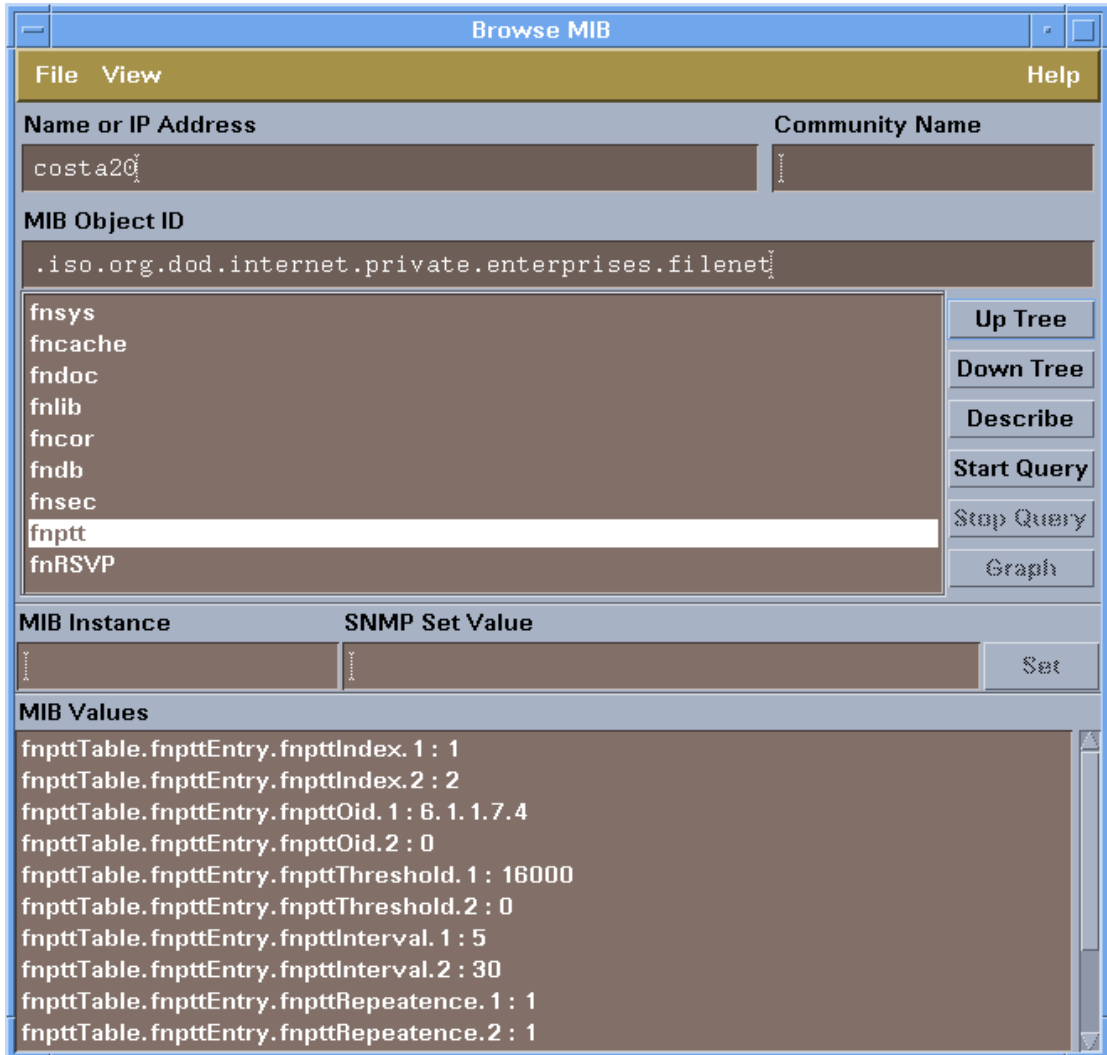 Browse MIB
File View Help
Name or IP Address Community Name
costa20
MIB Object ID
.iso.org.dod.internet.private.enterprises.filenet
fnsys
Up Tree
fncache
fndoc
Down Tree
fnlib
Describe
fncor
fndb
Start Query
fnsec
fnptt
Stop Query
fnRSVP
Graph
MIB Instance SNMP Set Value
Set
MIB Values
fnpttTable.fnpttEntry.fnpttIndex.1 : 1
fnpttTable.fnpttEntry.fnpttIndex.2 : 2
fnpttTable.fnpttEntry.fnpttOid.1 : 6.1.1.7.4
fnpttTable.fnpttEntry.fnpttOid.2 : 0
fnpttTable.fnpttEntry.fnpttThreshold.1 : 16000
fnpttTable.fnpttEntry.fnpttThreshold.2 : 0
fnpttTable.fnpttEntry.fnpttInterval.1 : 5
fnpttTable.fnpttEntry.fnpttInterval.2 : 30
fnpttTable.fnpttEntry.fnpttRepeatence.1 : 1
fnpttTable.fnpttEntry.fnpttRepeatence.2 : 1